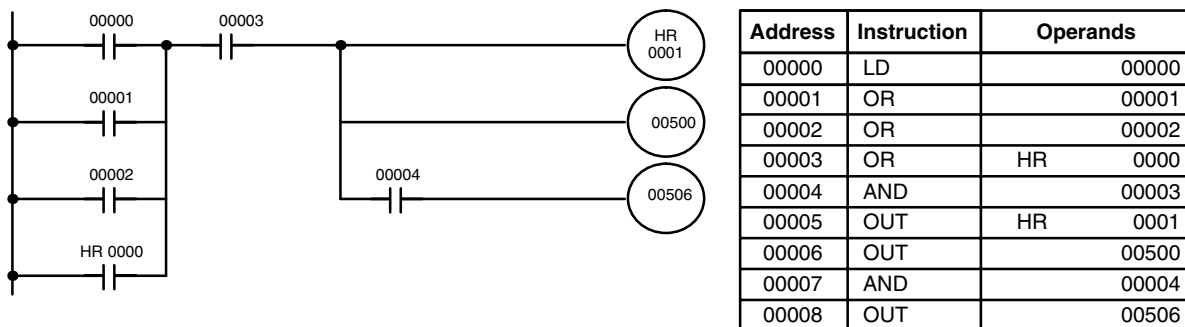 00000
00003
HR
0001
00001
00500
00002
00004
00506
HR 0000
Address Instruction Operands
00000 LD 00000
00001 OR 00001
00002 OR 00002
00003 OR HR 0000
00004 AND 00003
00005 OUT HR 0001
00006 OUT 00500
00007 AND 00004
00008 OUT 00506